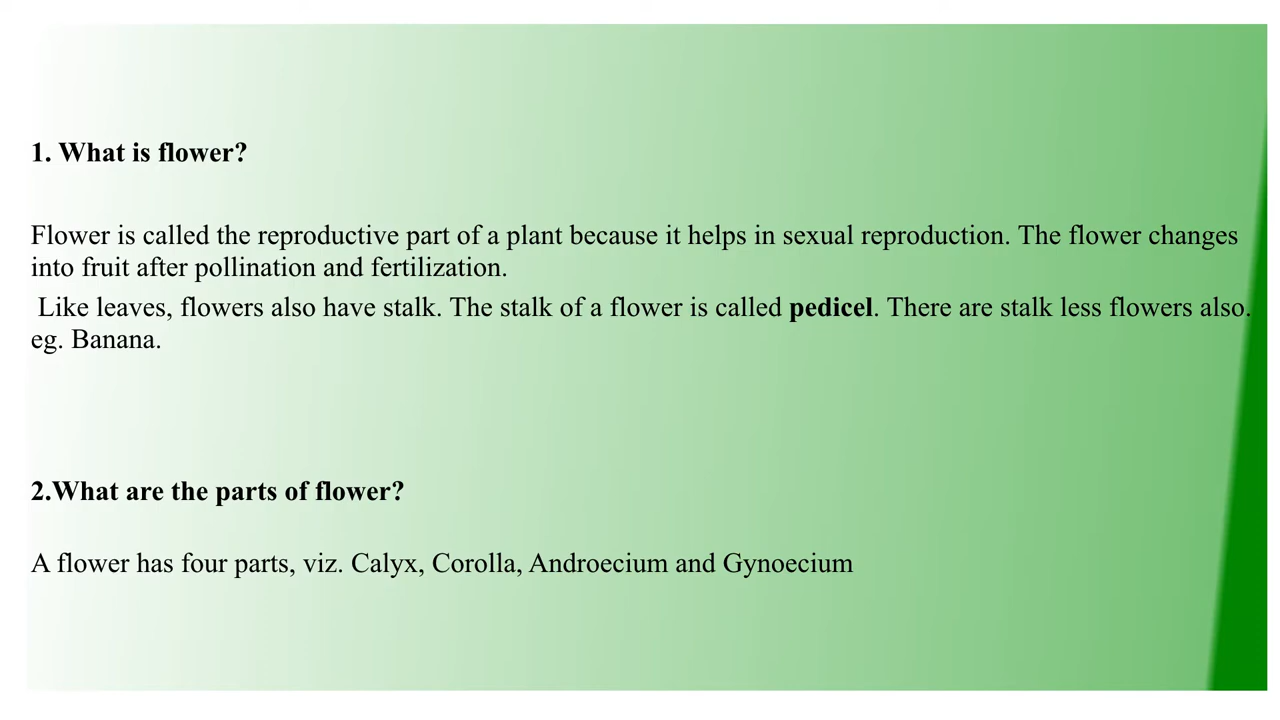 1. What is flower?
Flower is called the reproductive part of a plant because it helps in sexual reproduction. The flower changes
into fruit after pollination and fertilization.
Like leaves, flowers also have stalk. The stalk of a flower is called pedicel. There are stalk less flowers also.
eg. Banana.
2.What are the parts of flower?
A flower has four parts, viz. Calyx, Corolla, Androecium and Gynoecium